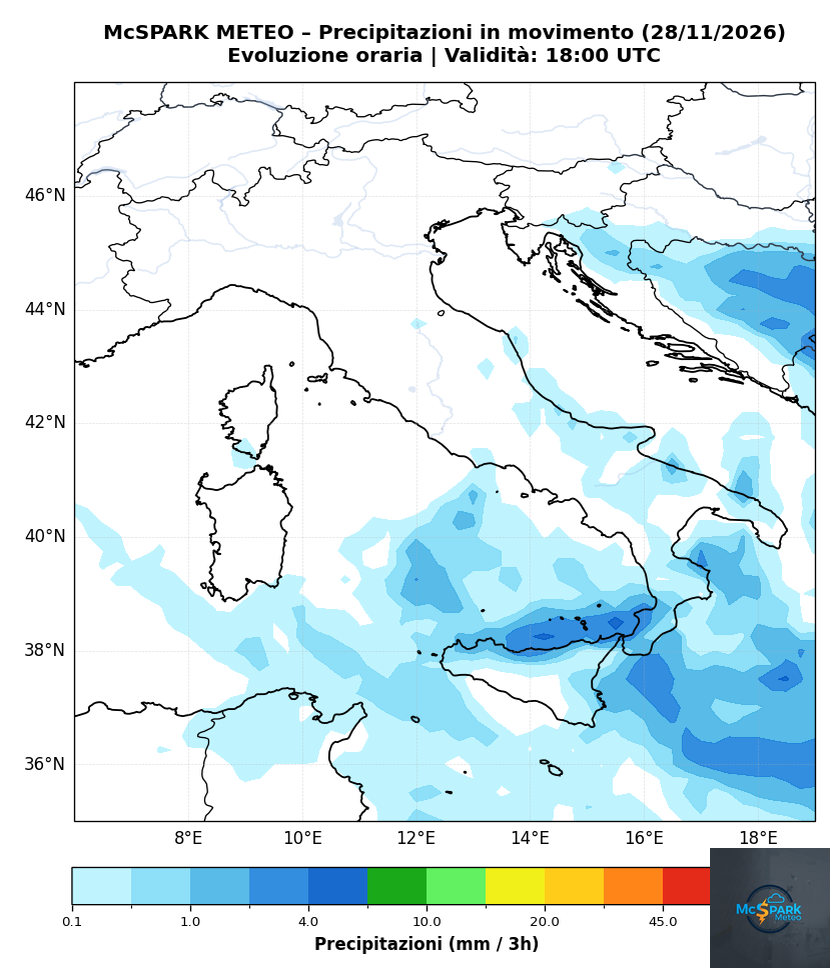 McSPARK METEO – Precipitazioni in movimento (28/11/2026)
Evoluzione oraria | Validità: 18:00 UTC
46°N
44°N
42°N
40°N
38°N
36°N
8°E 10°E 12°E 14°E 16°E 18°E
0.1 1.0 4.0 10.0 20.0 45.0
Precipitazioni (mm / 3h)
McSPARK
Meteo